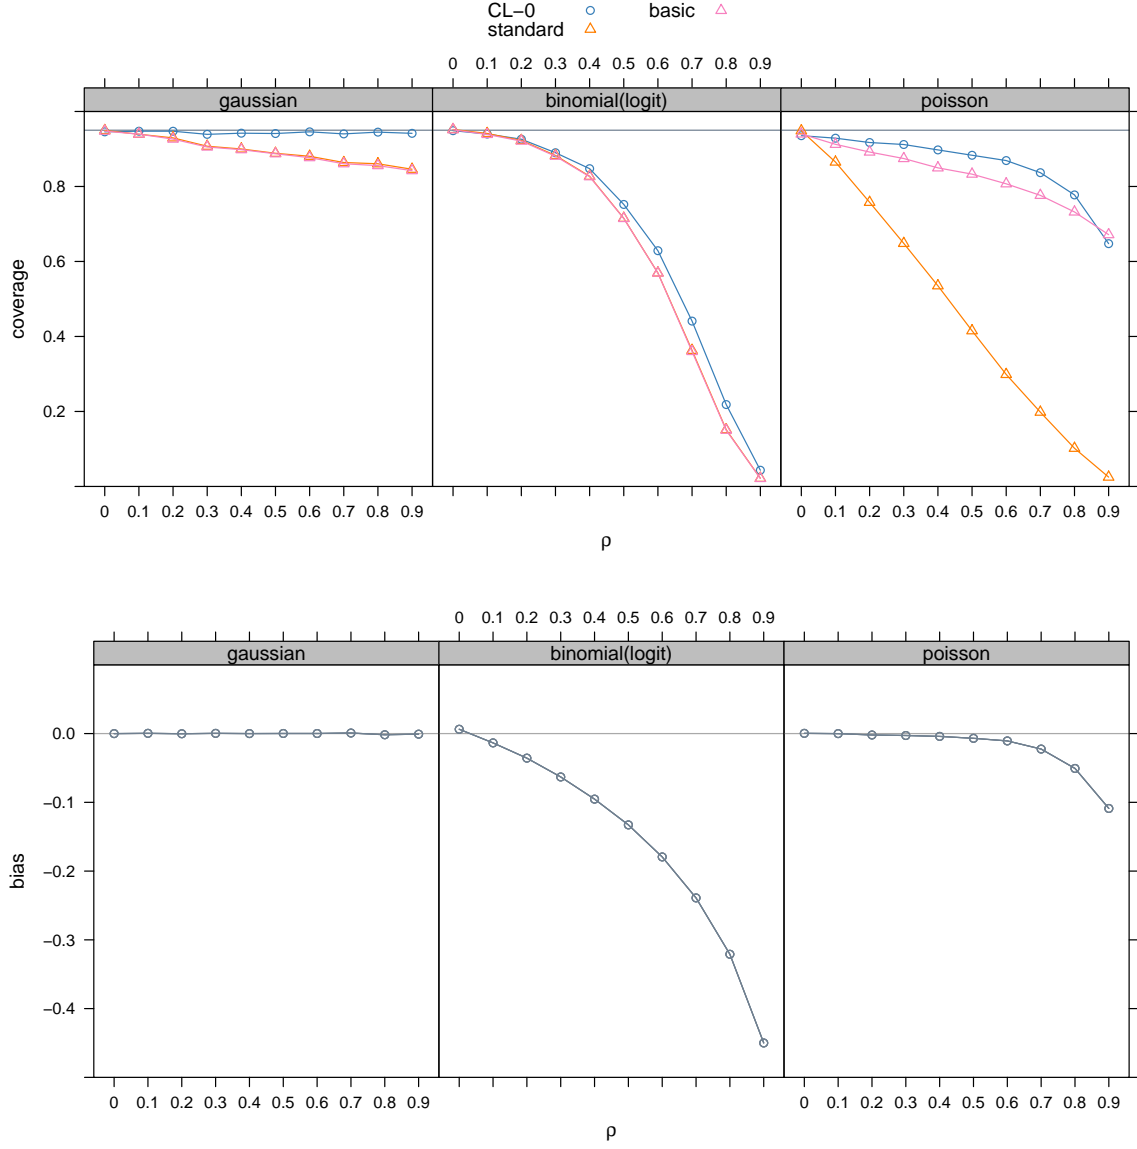 CL−0 basic
standard
0 0.1 0.2 0.3 0.4 0.5 0.6 0.7 0.8 0.9
gaussian binomial(logit) poisson
coverage
0.8
0.6
0.4
0.2
0 0.1 0.2 0.3 0.4 0.5 0.6 0.7 0.8 0.9 0 0.1 0.2 0.3 0.4 0.5 0.6 0.7 0.8 0.9
ρ
0 0.1 0.2 0.3 0.4 0.5 0.6 0.7 0.8 0.9
gaussian binomial(logit) poisson
bias
0.0
−0.1
−0.2
−0.3
−0.4
0 0.1 0.2 0.3 0.4 0.5 0.6 0.7 0.8 0.9 0 0.1 0.2 0.3 0.4 0.5 0.6 0.7 0.8 0.9
ρ